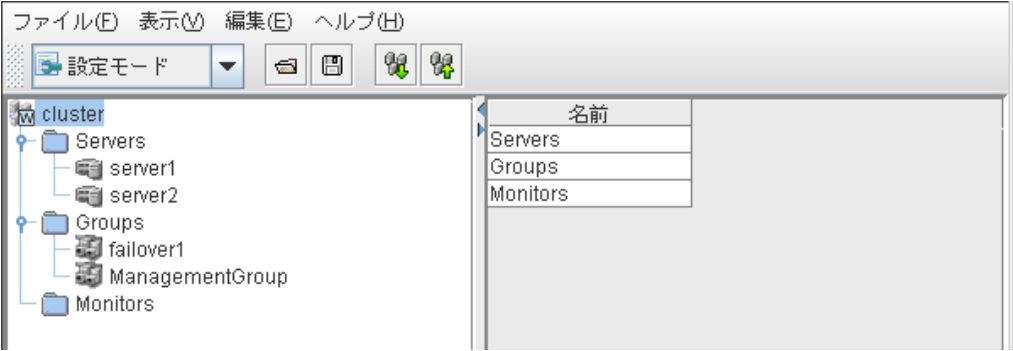 ファイル(F) 表示(V) 編集(E) ヘルプ(H)
設定モード
cluster
Servers
server1
server2
Groups
failover1
ManagementGroup
Monitors
名前
Servers
Groups
Monitors